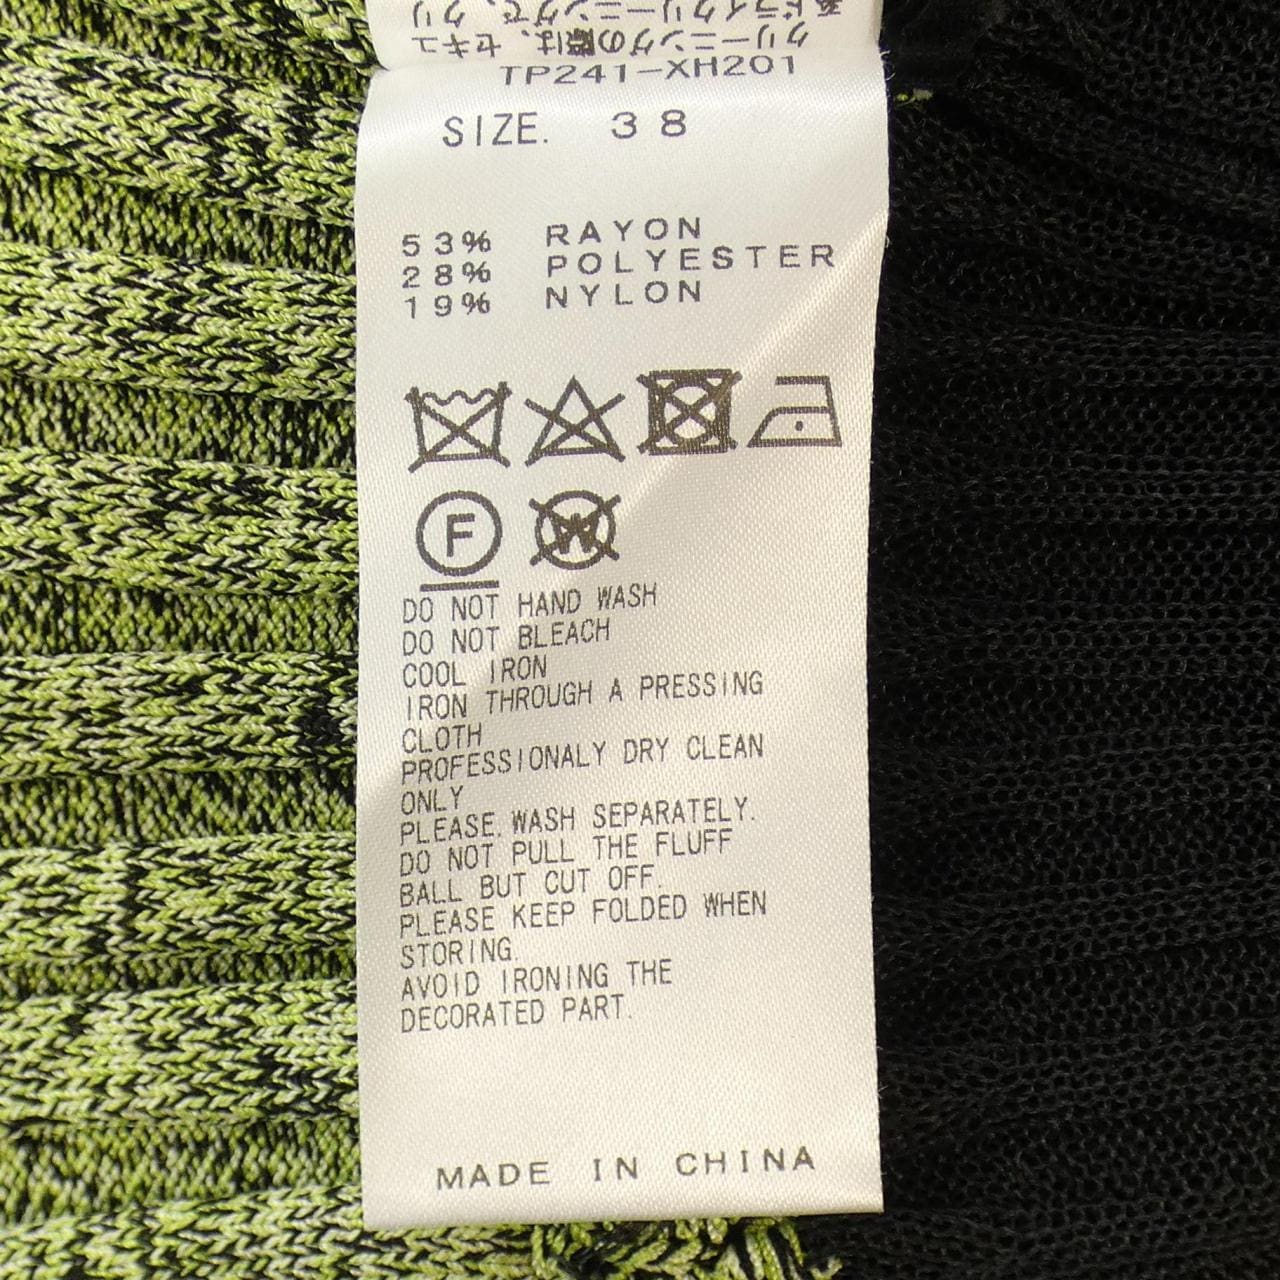 TP241-XH201
SIZE. 38
53% RAYON
28% POLYESTER
19% NYLON
F
W
DO NOT HAND WASH
DO NOT BLEACH
COOL IRON
IRON THROUGH A PRESSING
CLOTH
PROFESSIONALY DRY CLEAN
ONLY
PLEASE WASH SEPARATELY.
DO NOT PULL THE FLUFF
BALL BUT CUT OFF.
PLEASE KEEP FOLDED WHEN
STORING.
AVOID IRONING THE
DECORATED PART.
MADE IN CHINA